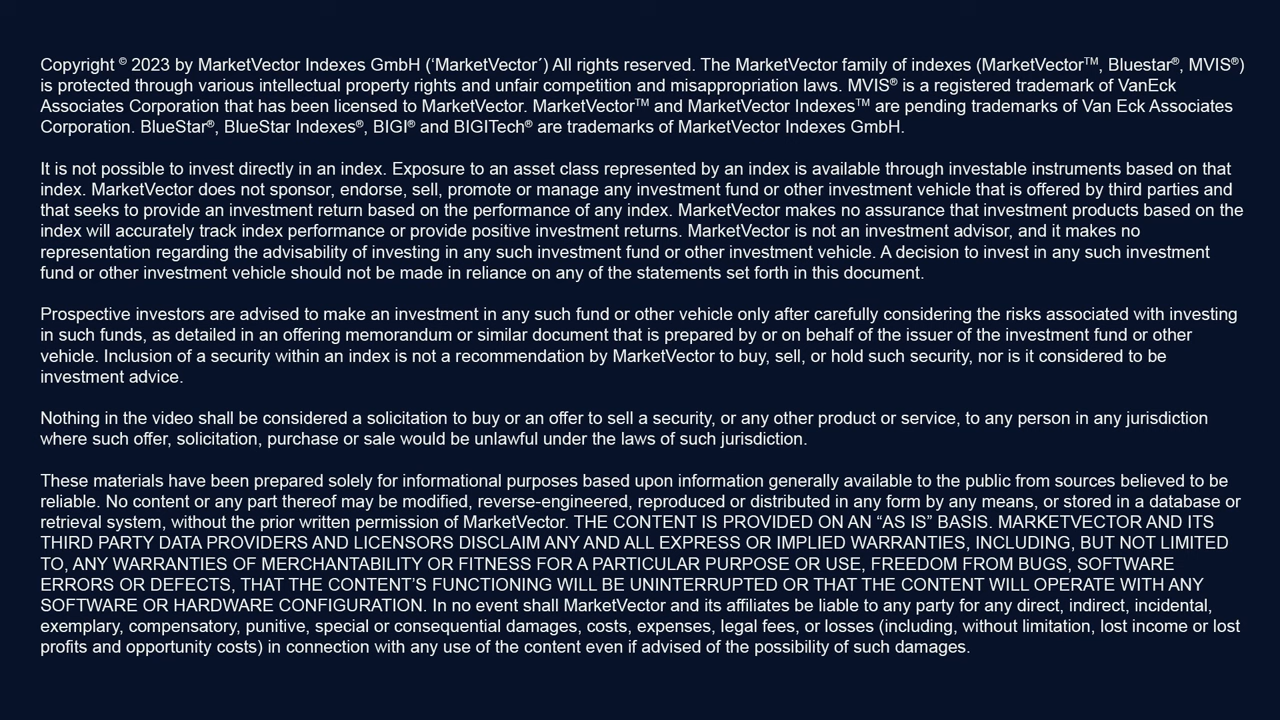 Copyright © 2023 by MarketVector Indexes GmbH (‘MarketVector´) All rights reserved. The MarketVector family of indexes (MarketVector™, Bluestar®, MVIS®)
is protected through various intellectual property rights and unfair competition and misappropriation laws. MVIS® is a registered trademark of VanEck
Associates Corporation that has been licensed to MarketVector. MarketVector™ and MarketVector Indexes™ are pending trademarks of Van Eck Associates
Corporation. BlueStar®, BlueStar Indexes®, BIGI® and BIGITech® are trademarks of MarketVector Indexes GmbH.
It is not possible to invest directly in an index. Exposure to an asset class represented by an index is available through investable instruments based on that
index. MarketVector does not sponsor, endorse, sell, promote or manage any investment fund or other investment vehicle that is offered by third parties and
that seeks to provide an investment return based on the performance of any index. MarketVector makes no assurance that investment products based on the
index will accurately track index performance or provide positive investment returns. MarketVector is not an investment advisor, and it makes no
representation regarding the advisability of investing in any such investment fund or other investment vehicle. A decision to invest in any such investment
fund or other investment vehicle should not be made in reliance on any of the statements set forth in this document.
Prospective investors are advised to make an investment in any such fund or other vehicle only after carefully considering the risks associated with investing
in such funds, as detailed in an offering memorandum or similar document that is prepared by or on behalf of the issuer of the investment fund or other
vehicle. Inclusion of a security within an index is not a recommendation by MarketVector to buy, sell, or hold such security, nor is it considered to be
investment advice.
Nothing in the video shall be considered a solicitation to buy or an offer to sell a security, or any other product or service, to any person in any jurisdiction
where such offer, solicitation, purchase or sale would be unlawful under the laws of such jurisdiction.
These materials have been prepared solely for informational purposes based upon information generally available to the public from sources believed to be
reliable. No content or any part thereof may be modified, reverse-engineered, reproduced or distributed in any form by any means, or stored in a database or
retrieval system, without the prior written permission of MarketVector. THE CONTENT IS PROVIDED ON AN “AS IS” BASIS. MARKETVECTOR AND ITS
THIRD PARTY DATA PROVIDERS AND LICENSORS DISCLAIM ANY AND ALL EXPRESS OR IMPLIED WARRANTIES, INCLUDING, BUT NOT LIMITED
TO, ANY WARRANTIES OF MERCHANTABILITY OR FITNESS FOR A PARTICULAR PURPOSE OR USE, FREEDOM FROM BUGS, SOFTWARE
ERRORS OR DEFECTS, THAT THE CONTENT’S FUNCTIONING WILL BE UNINTERRUPTED OR THAT THE CONTENT WILL OPERATE WITH ANY
SOFTWARE OR HARDWARE CONFIGURATION. In no event shall MarketVector and its affiliates be liable to any party for any direct, indirect, incidental,
exemplary, compensatory, punitive, special or consequential damages, costs, expenses, legal fees, or losses (including, without limitation, lost income or lost
profits and opportunity costs) in connection with any use of the content even if advised of the possibility of such damages.